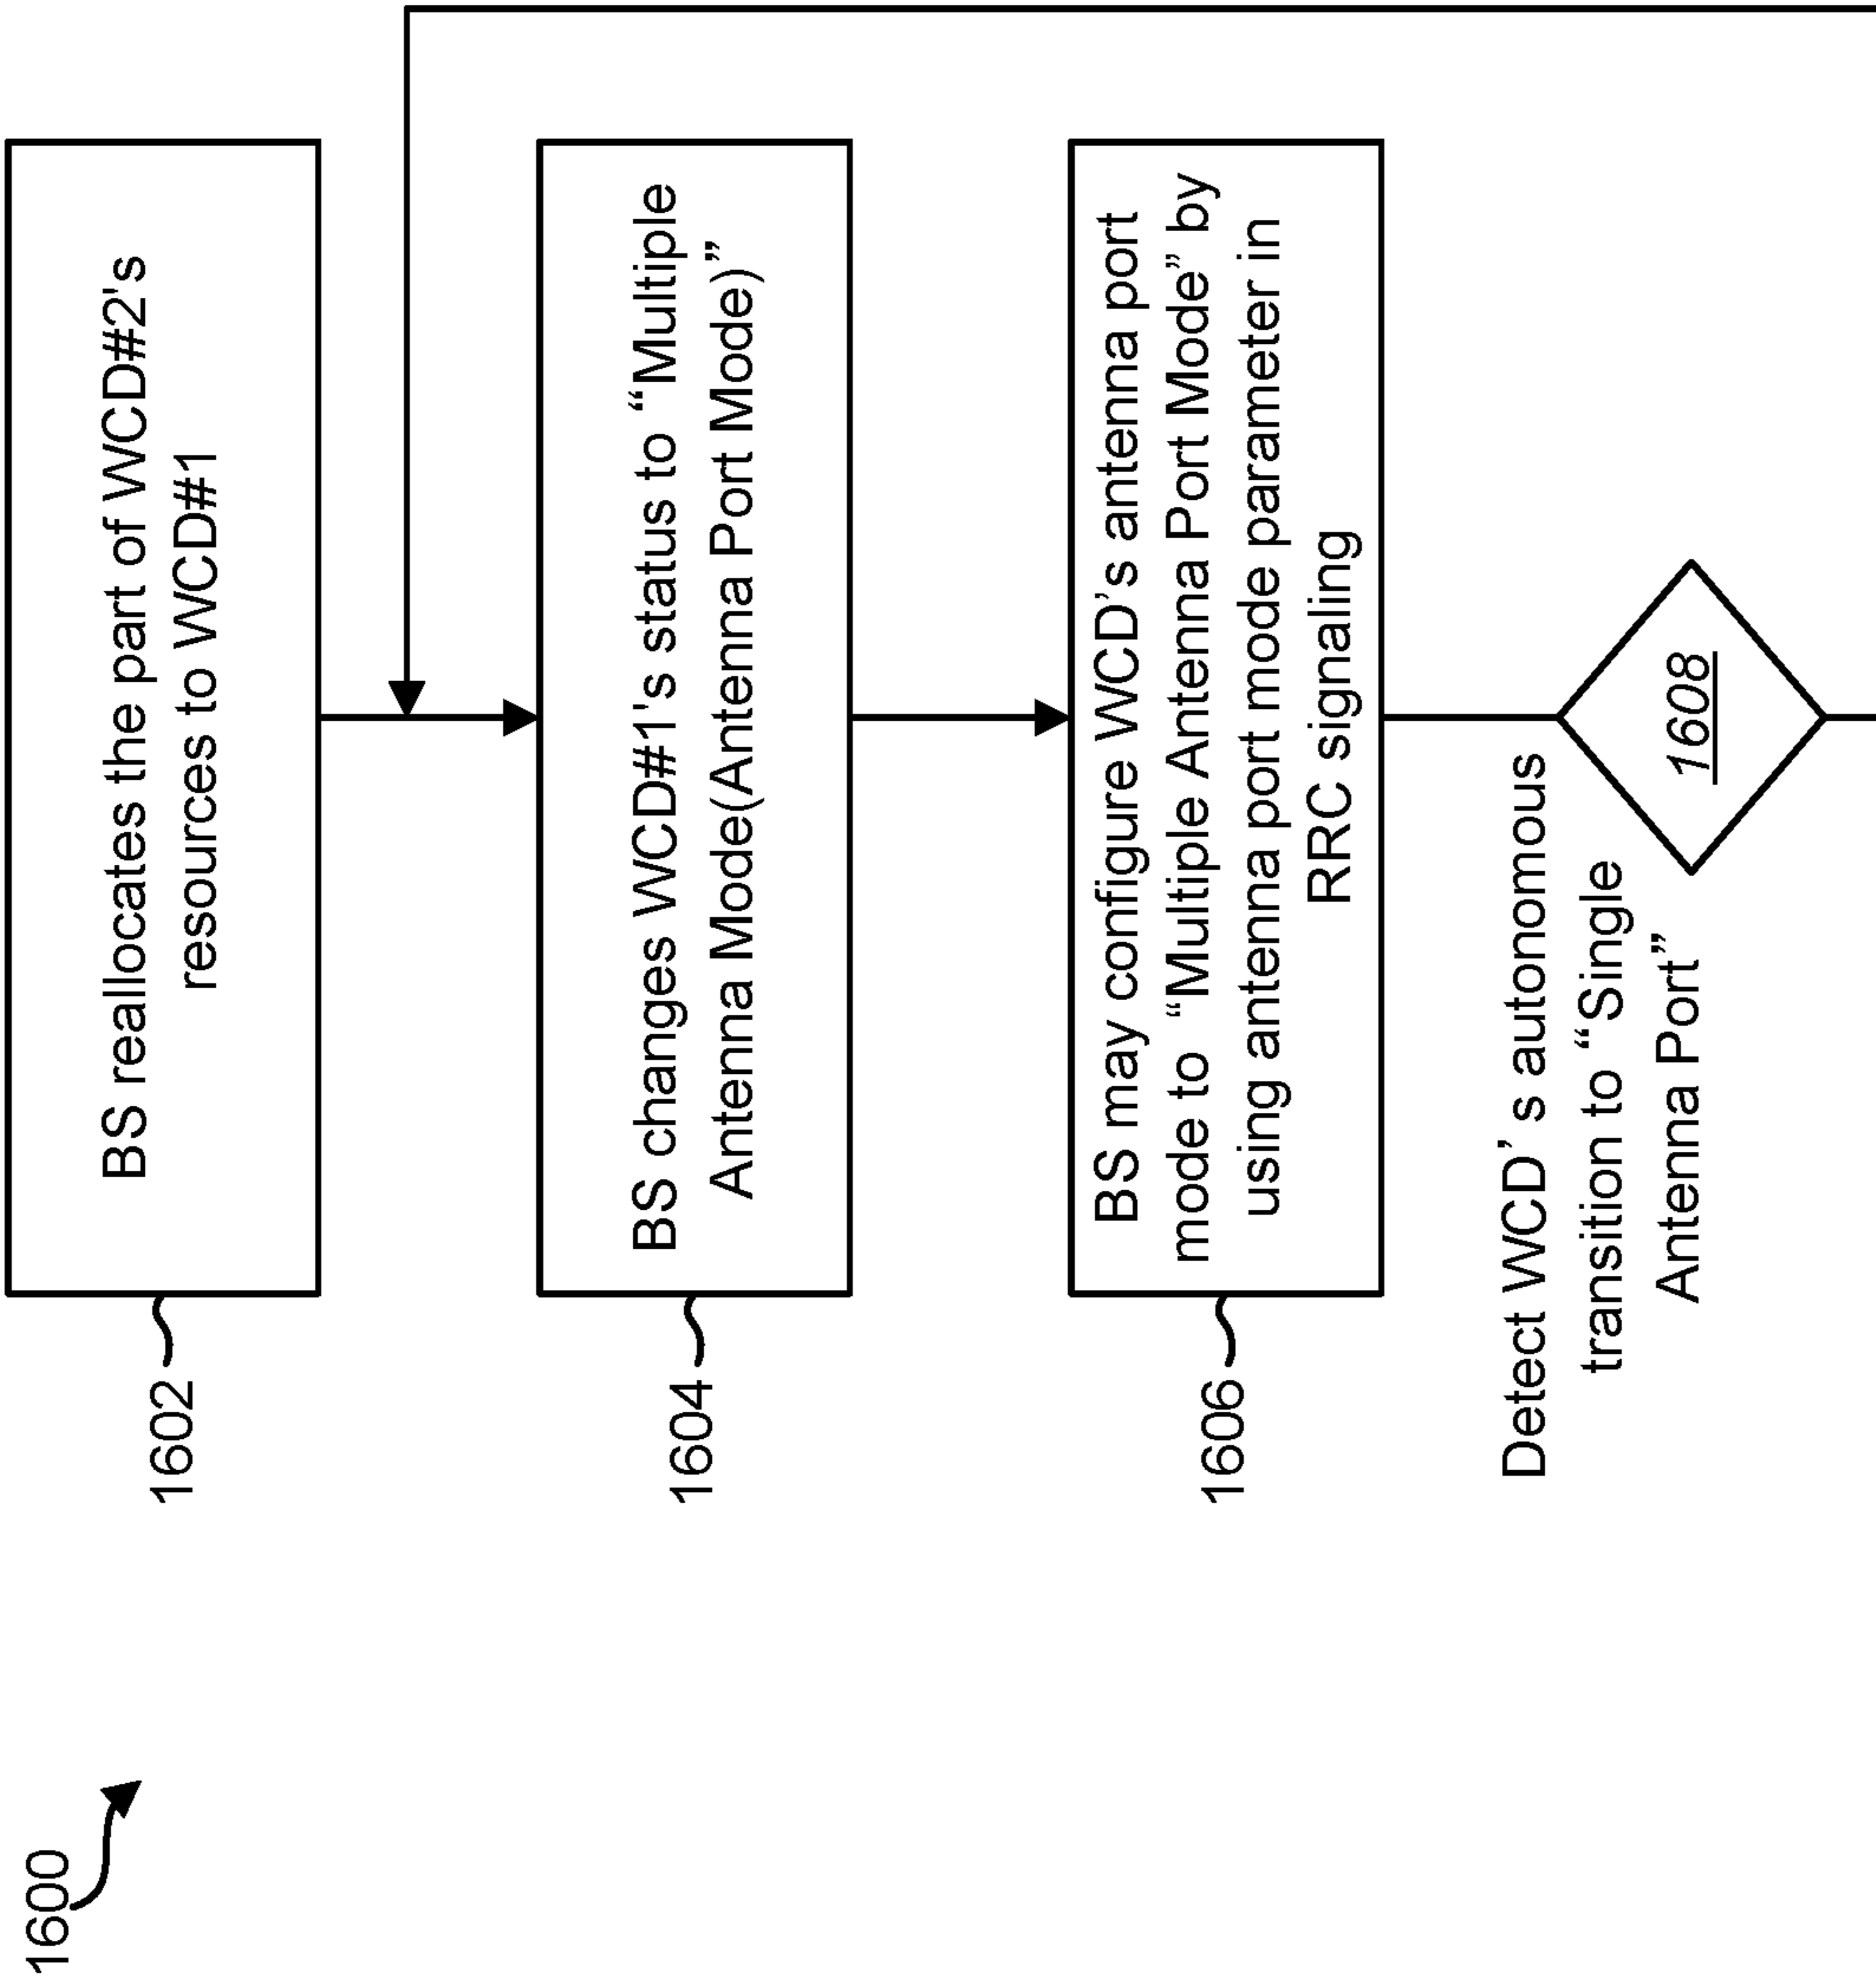 1600
1602
BS reallocates the part of WCD#2's
resources to WCD#1
1604
BS changes WCD#1's status to “Multiple
Antenna Mode(Antenna Port Mode)”
1606
BS may configure WCD's antenna port
mode to “Multiple Antenna Port Mode” by
using antenna port mode parameter in
RRC signaling
Detect WCD’ s autonomous
transition to “Single
Antenna Port”
1608